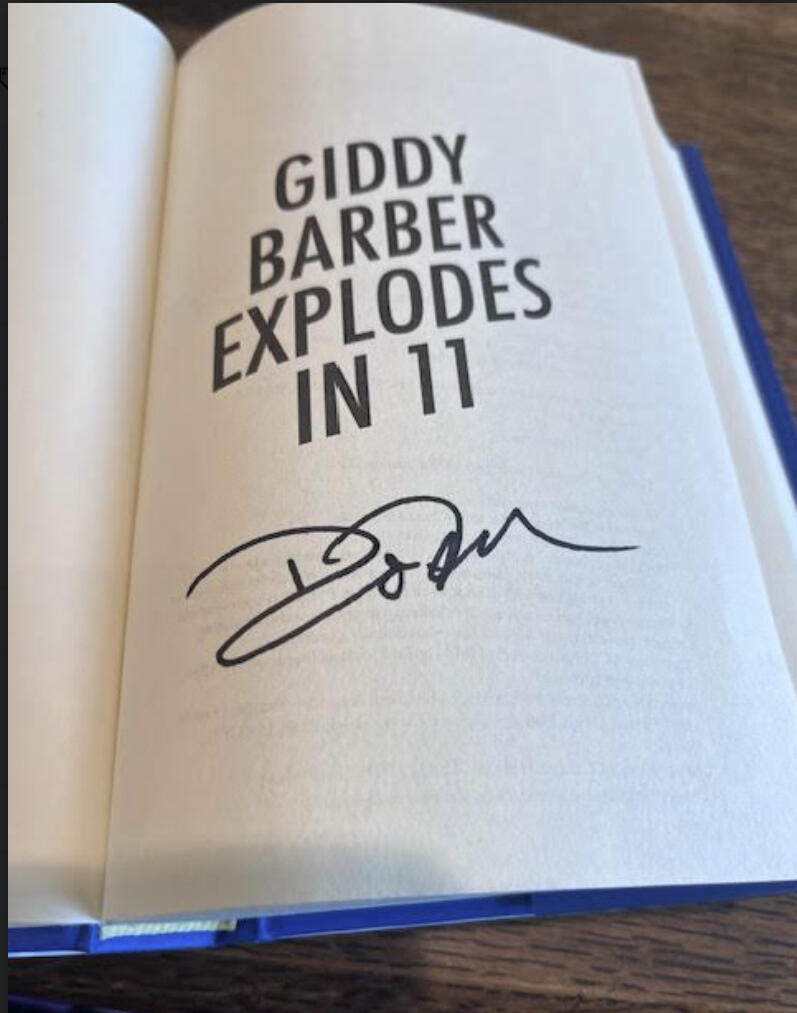 GIDDY
BARBER
EXPLODES
IN 11